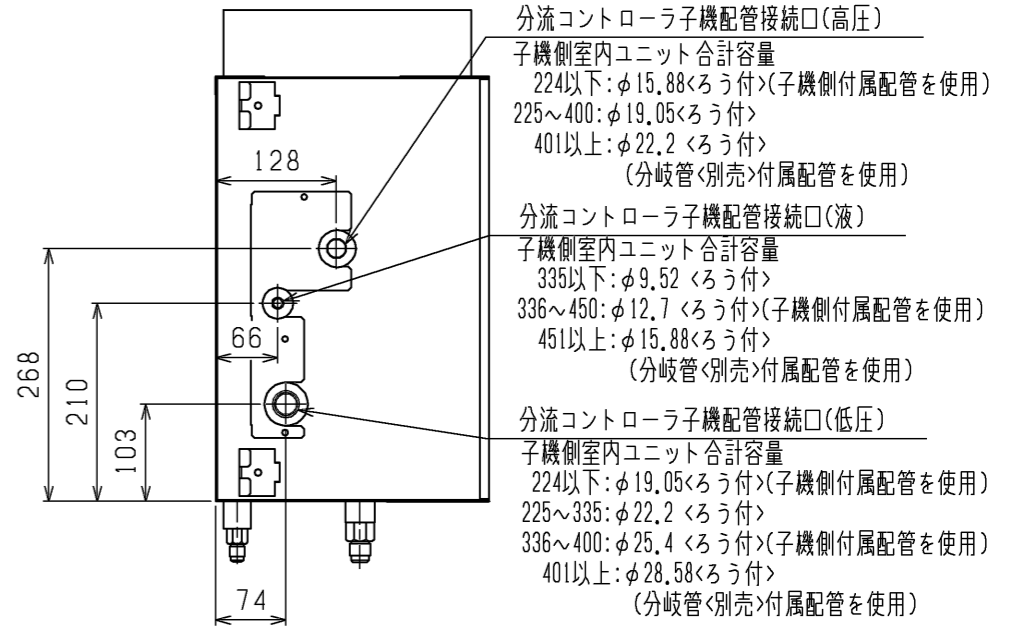 分流コントローラ子機配管接続口(高圧)
子機側室内ユニット合計容量
224以下:φ15.88<ろう付>(子機側付属配管を使用)
225～400:φ19.05<ろう付>
401以上:φ22.2 <ろう付>
(分岐管<別売>付属配管を使用)
128
分流コントローラ子機配管接続口(液)
子機側室内ユニット合計容量
335以下:φ9.52 <ろう付>
336～450:φ12.7 <ろう付>(子機側付属配管を使用)
451以上:φ15.88<ろう付>
(分岐管<別売>付属配管を使用)
66
268
210
103
分流コントローラ子機配管接続口(低圧)
子機側室内ユニット合計容量
224以下:φ19.05<ろう付>(子機側付属配管を使用)
225～335:φ22.2 <ろう付>
336～400:φ25.4 <ろう付>(子機側付属配管を使用)
401以上:φ28.58<ろう付>
(分岐管<別売>付属配管を使用)
74